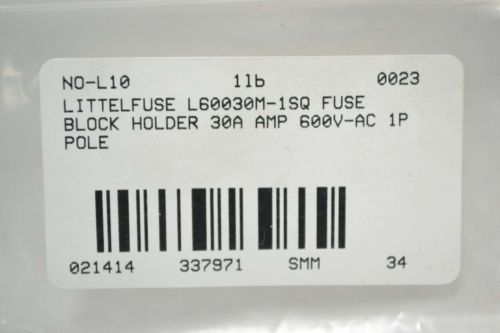 NO-L10 1lb 0023
LITTELFUSE L60030M-1SQ FUSE
BLOCK HOLDER 30A AMP 600V-AC 1P
POLE
021414 337971 SMM 34